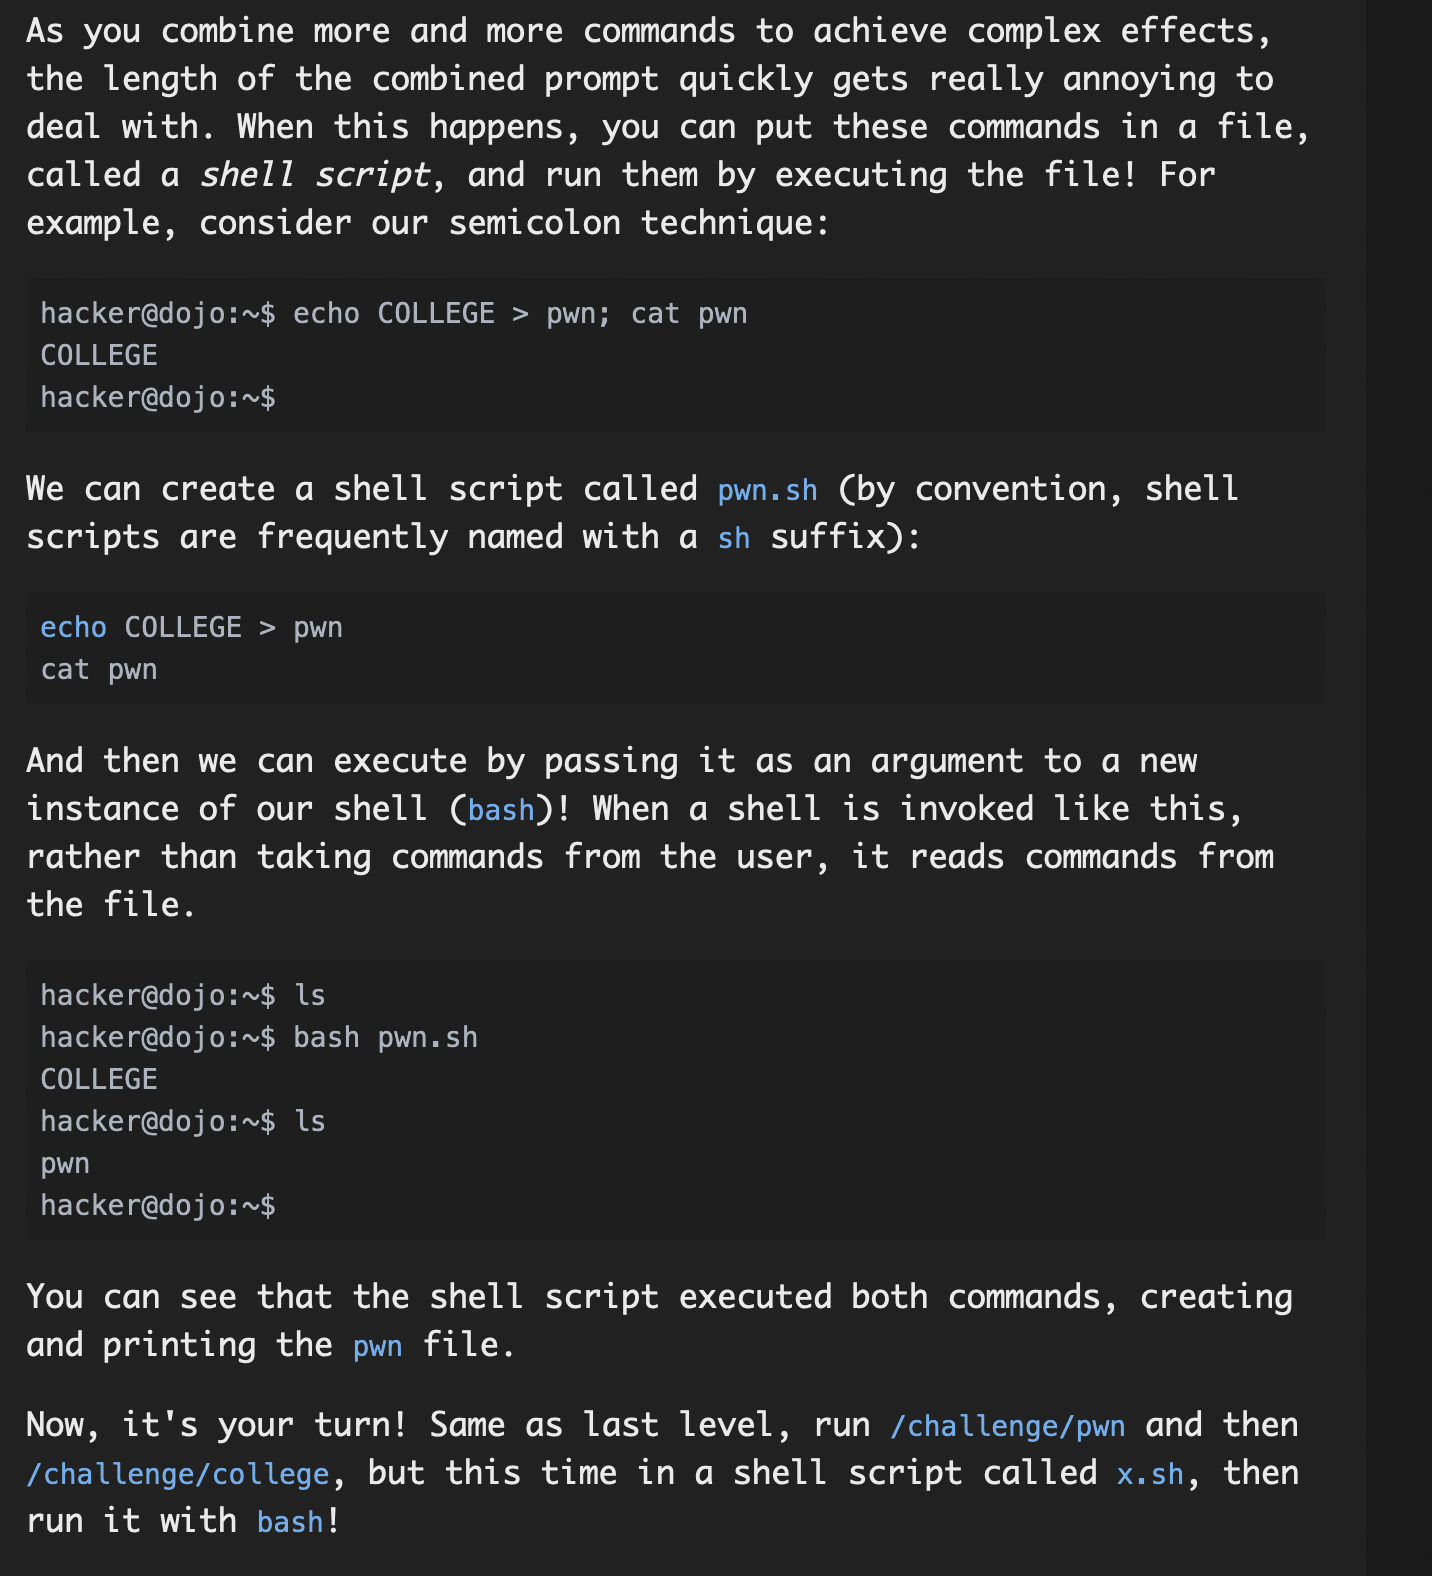 As you combine more and more commands to achieve complex effects,
the length of the combined prompt quickly gets really annoying to
deal with. When this happens, you can put these commands in a file,
called a shell script, and run them by executing the file! For
example, consider our semicolon technique:
hacker@dojo:~$ echo COLLEGE > pwn; cat pwn
COLLEGE
hacker@dojo:~$
We can create a shell script called pwn.sh (by convention, shell
scripts are frequently named with a sh suffix):
echo COLLEGE > pwn
cat pwn
And then we can execute by passing it as an argument to a new
instance of our shell (bash)! When a shell is invoked like this,
rather than taking commands from the user, it reads commands from
the file.
hacker@dojo:~$ ls
hacker@dojo:~$ bash pwn.sh
COLLEGE
hacker@dojo:~$ ls
pwn
hacker@dojo:~$
You can see that the shell script executed both commands, creating
and printing the pwn file.
Now, it's your turn! Same as last level, run /challenge/pwn and then
/challenge/college, but this time in a shell script called x.sh, then
run it with bash!